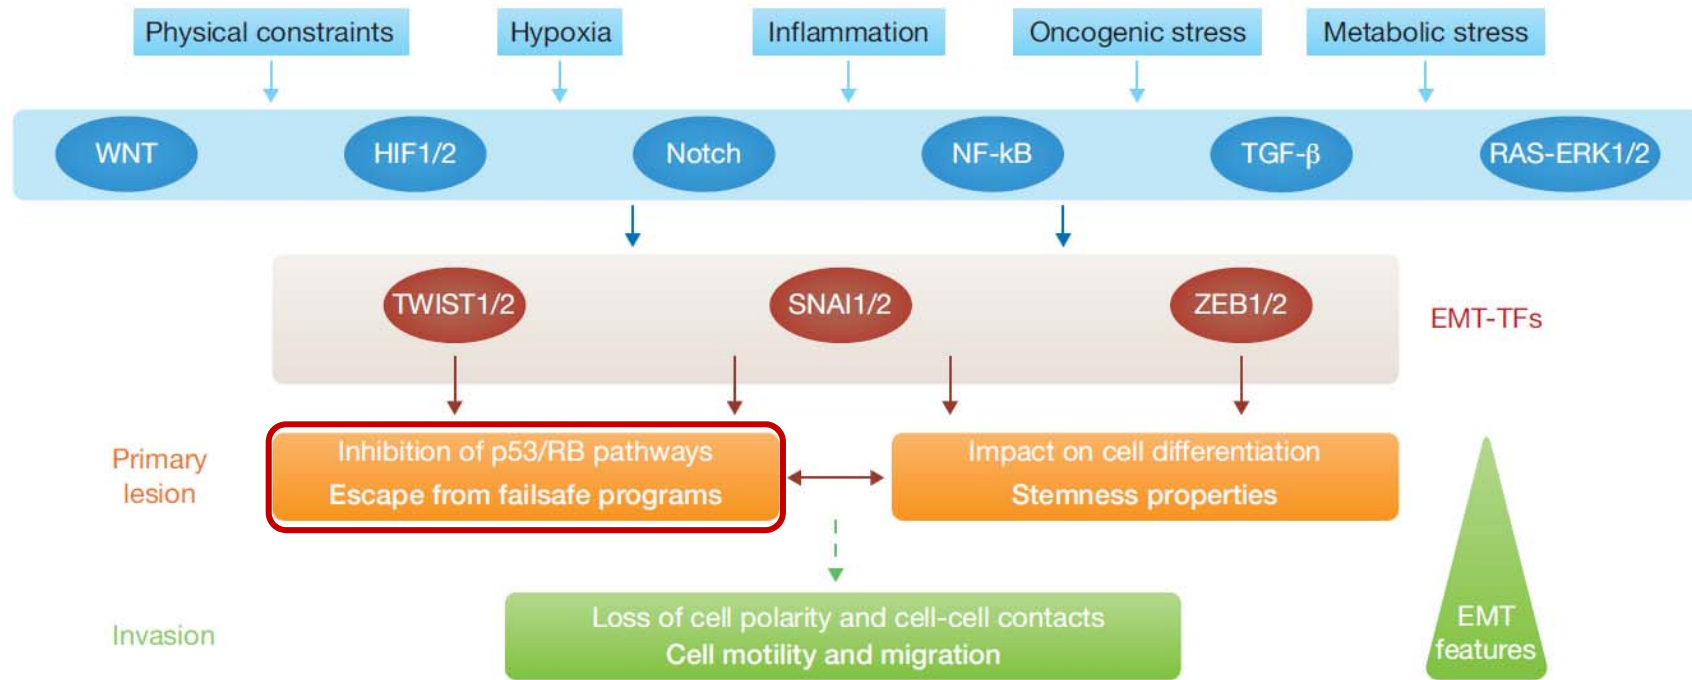 Physical constraints
Hypoxia
Inflammation
Oncogenic stress
Metabolic stress
WNT
HIF1/2
Notch
NF-kB
TGF-β
RAS-ERK1/2
TWIST1/2
SNAI1/2
ZEB1/2
EMT-TFs
Primary
lesion
Inhibition of p53/RB pathways
Escape from failsafe programs
Impact on cell differentiation
Stemness properties
Invasion
Loss of cell polarity and cell-cell contacts
Cell motility and migration
EMT
features